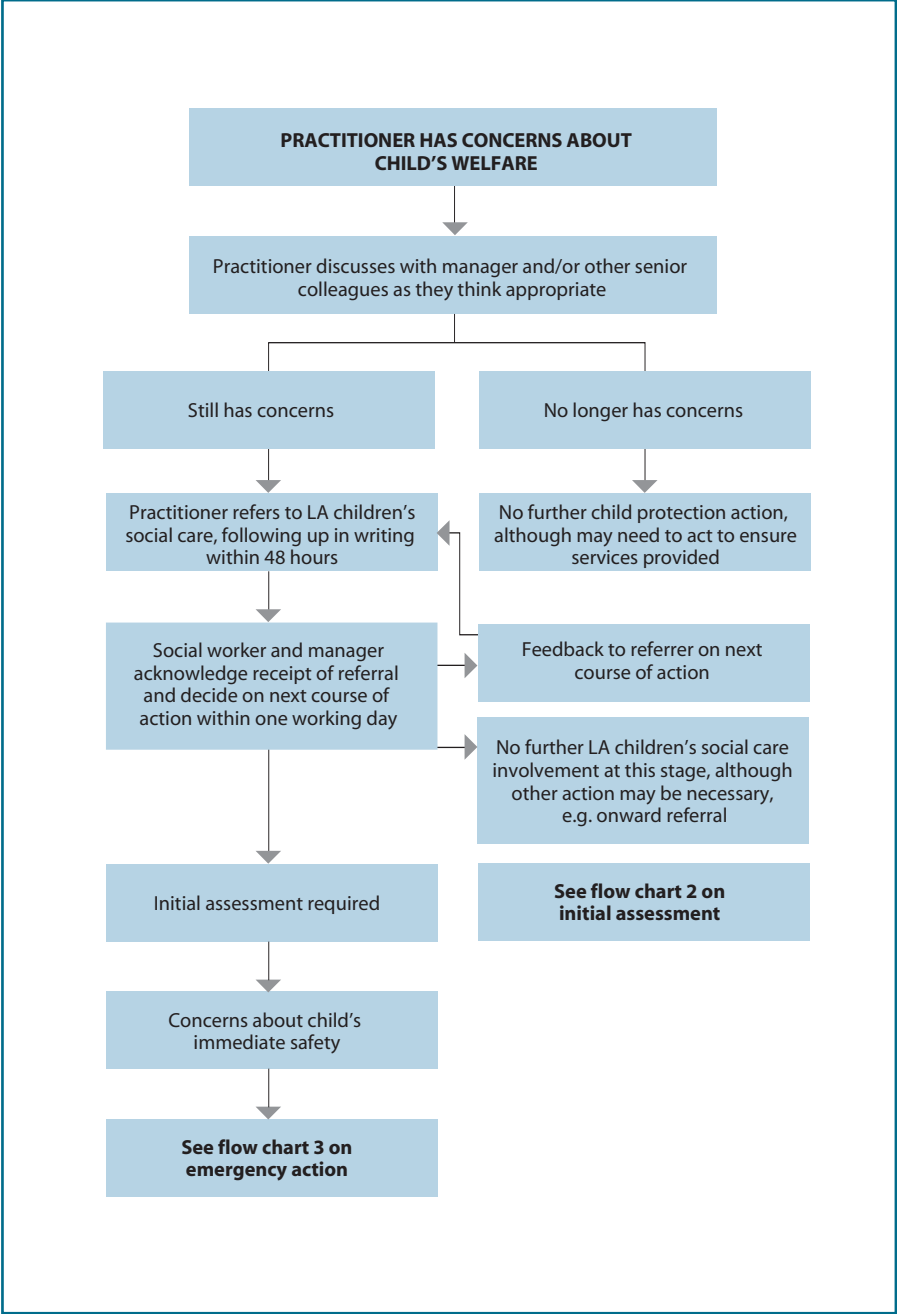 PRACTITIONER HAS CONCERNS ABOUT
CHILD’S WELFARE
Practitioner discusses with manager and/or other senior
colleagues as they think appropriate
Still has concerns
No longer has concerns
Practitioner refers to LA children’s
social care, following up in writing
within 48 hours
No further child protection action,
although may need to act to ensure
services provided
Social worker and manager
acknowledge receipt of referral
and decide on next course of
action within one working day
Feedback to referrer on next
course of action
No further LA children’s social care
involvement at this stage, although
other action may be necessary,
e.g. onward referral
Initial assessment required
See flow chart 2 on
initial assessment
Concerns about child’s
immediate safety
See flow chart 3 on
emergency action